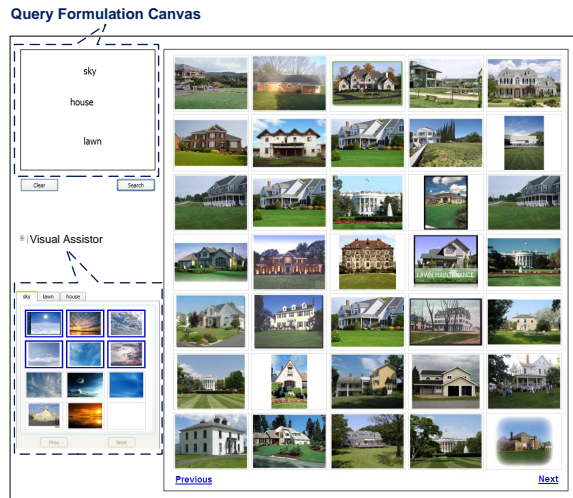 Query Formulation Canvas
sky
house
lawn
Clear
Search
Visual Assistor
sky lawn house
Prev
Next
LAWN MAINTENANCE
Previous
Next